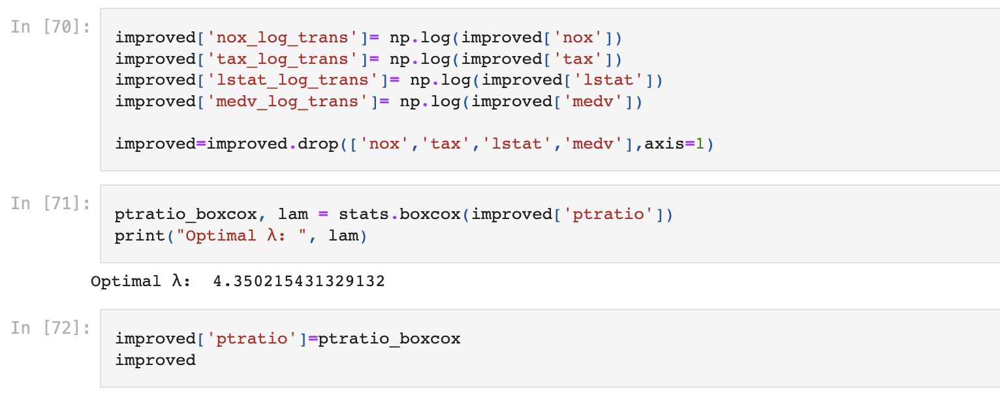 In [70]:
improved['nox_log_trans']= np.log(improved['nox'])
improved['tax_log_trans']= np.log(improved['tax'])
improved['lstat_log_trans']= np.log(improved['lstat'])
improved['medv_log_trans']= np.log(improved['medv'])
improved=improved.drop(['nox','tax','lstat','medv'],axis=1)
In [71]:
ptratio_boxcox, lam = stats.boxcox(improved['ptratio'])
print("Optimal λ: ", lam)
Optimal λ:  4.350215431329132
In [72]:
improved['ptratio']=ptratio_boxcox
improved